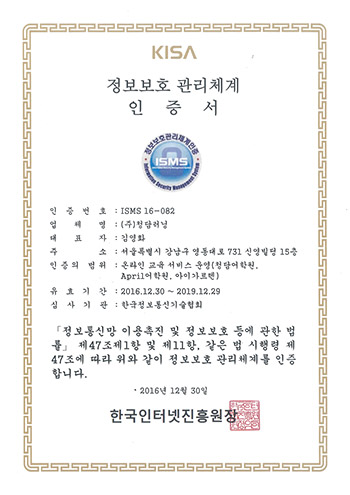 KISA
정보보호 관리체계
인 증 서
정보보호관리체계인증
ISMS
Information Security Management System
인 증 번 호 : ISMS 16-082
업 체 명 : (주)청담러닝
대 표 자 : 김영화
주 소 : 서울특별시 강남구 영동대로 731 신영빌딩 15층
인증의 범위 : 온라인 교육 서비스 운영(청담어학원,
April어학원, 아이가르텐)
유 효 기 간 : 2016.12.30 ~ 2019.12.29
심 사 기 관 : 한국정보통신기술협회
「정보통신망 이용촉진 및 정보보호 등에 관한 법
률」 제47조제1항 및 제11항, 같은 법 시행령 제
47조에 따라 위와 같이 정보보호 관리체계를 인증
합니다.
2016년 12월 30일
한국인터넷진흥원장